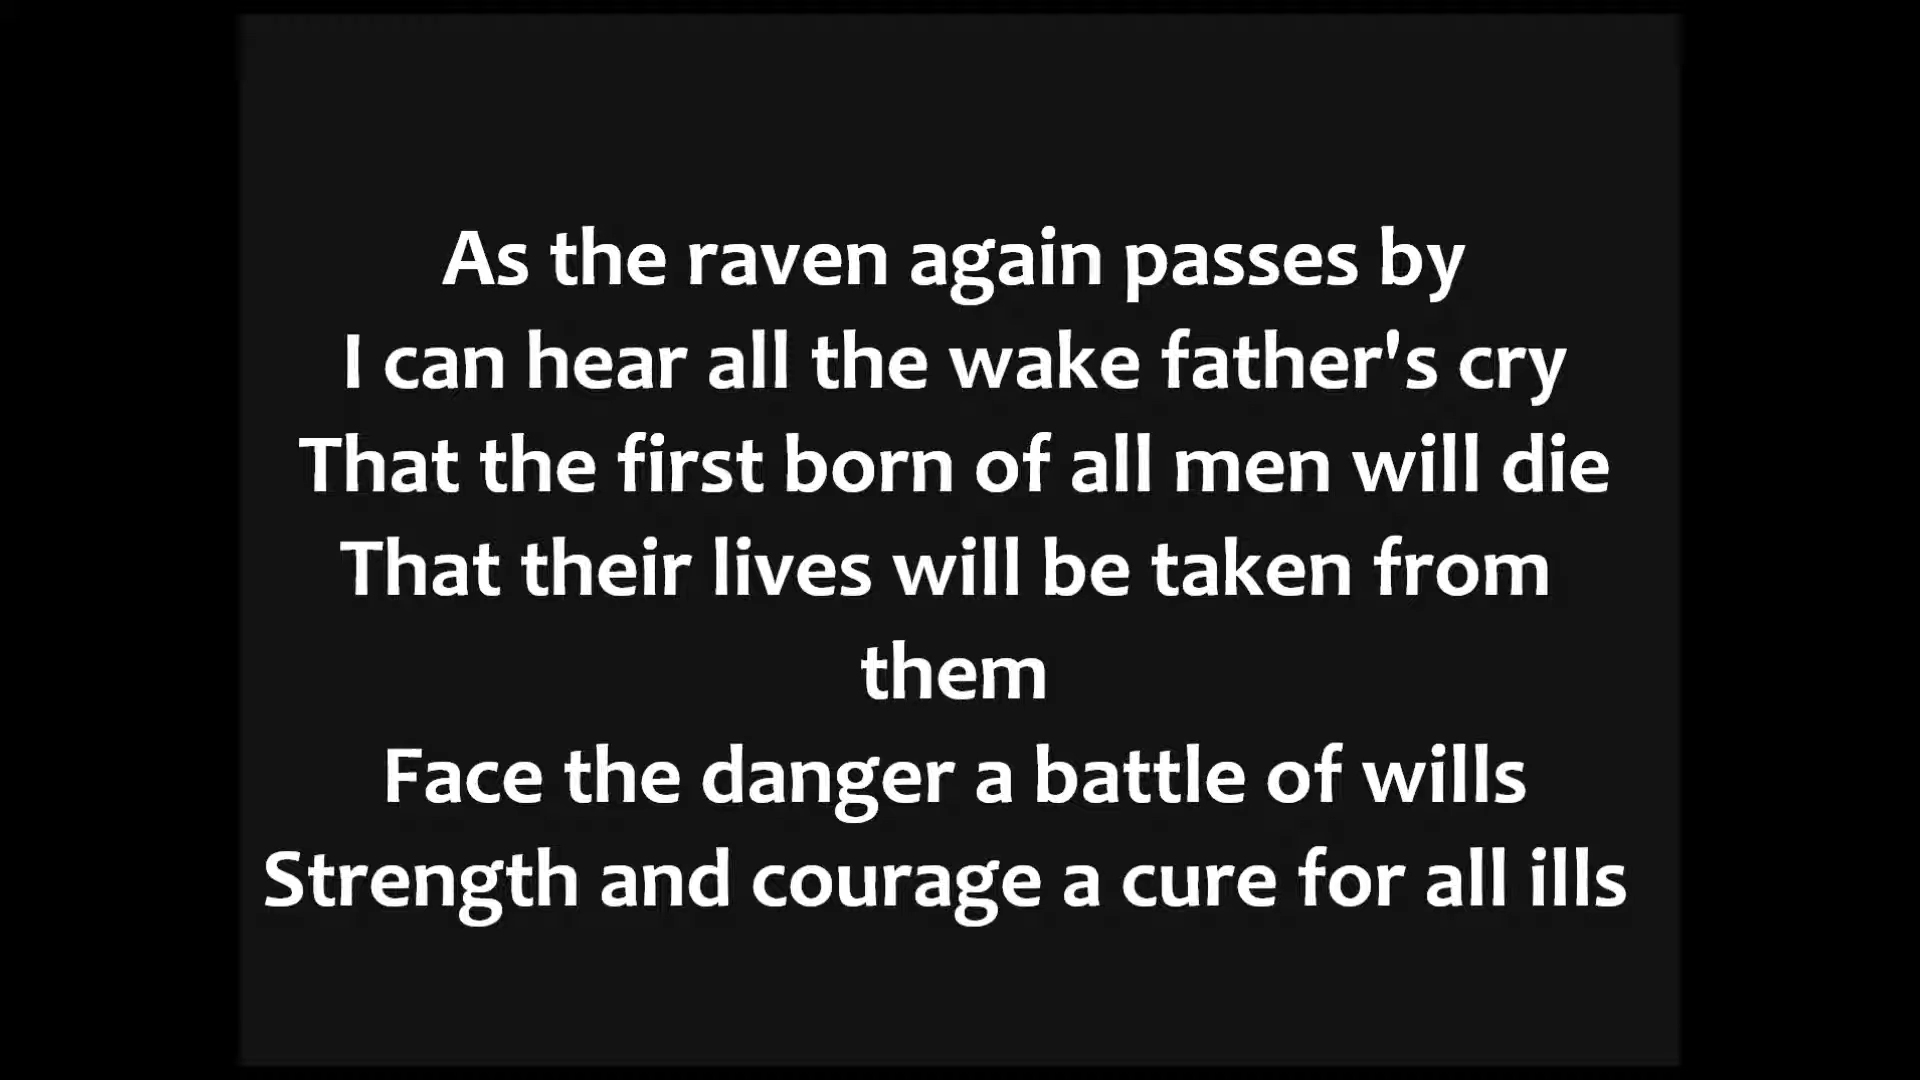 As the raven again passes by
I can hear all the wake father's cry
That the first born of all men will die
That their lives will be taken from
them
Face the danger a battle of wills
Strength and courage a cure for all ills